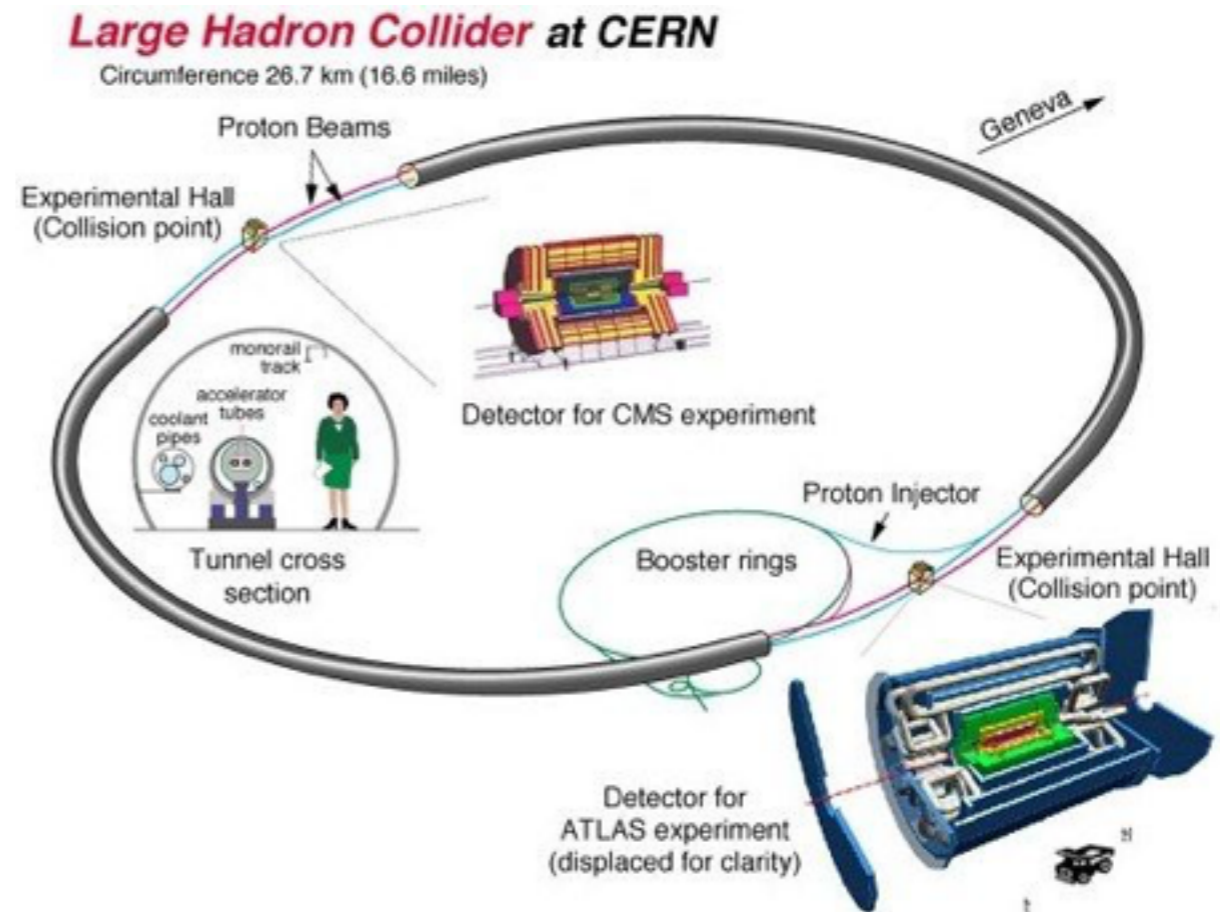 Large Hadron Collider at CERN
Circumference 26.7 km (16.6 miles)
Proton Beams
Geneva
Experimental Hall
(Collision point)
monorail
track
accelerator
tubes
coolant
pipes
Tunnel cross
section
Detector for CMS experiment
Proton Injector
Booster rings
Experimental Hall
(Collision point)
Detector for
ATLAS experiment
(displaced for clarity)